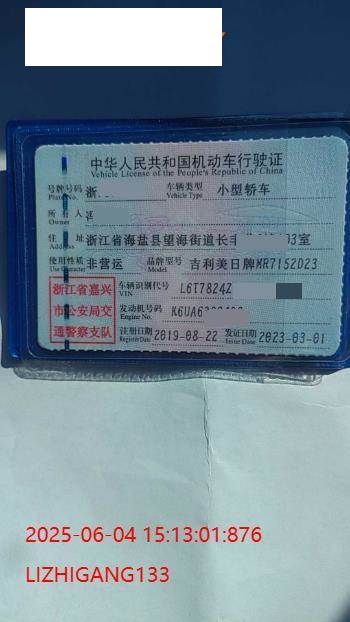 中华人民共和国机动车行驶证
Vehicle License of the People's Republic of China
号牌号码 浙 车辆类型 小型轿车
Plate No. Vehicle Type
所有人
Owner
住址 浙江省海盐县望海街道长丰 03室
使用性质 非营运 品牌型号 吉利美日牌MR7152D23
Use Character Model
浙江省嘉兴 车辆识别代号 L6T7824Z
VIN
市公安局交 发动机号码 K6UA6
Engine No.
通警察支队 注册日期 2019-08-22 发证日期 2023-03-01
Register Date Issue Date
2025-06-04 15:13:01:876
LIZHIGANG133